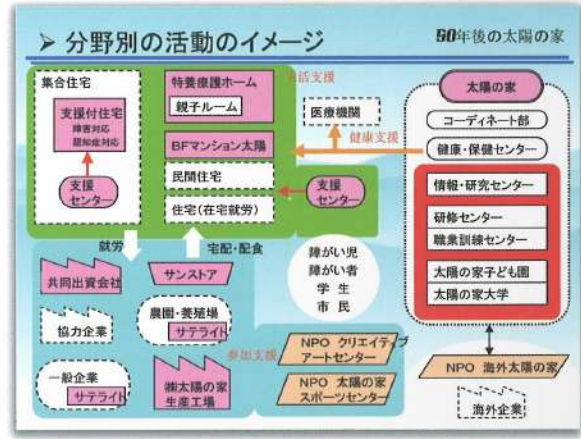 ➢ 分野別の活動のイメージ
50年後の太陽の家
集合住宅
支援付住宅
障害対応
認知症対応
支援
センター
特養療護ホーム
親子ルーム
BFマンション太陽
民間住宅
住宅(在宅就労)
支援
センター
活支援
医療機関
健康支援
太陽の家
コーディネート部
健康・保健センター
情報・研究センター
研修センター
職業訓練センター
太陽の家子ども園
太陽の家大学
就労
宅配・配食
共同出資会社
協力企業
一般企業
サテライト
サンストア
農園・養殖場
サテライト
㈱太陽の家
生産工場
障がい児
障がい者
学 生
市 民
参加支援
NPO クリエイティブ
アートセンター
NPO 太陽の家
スポーツセンター
NPO 海外太陽の家
海外企業